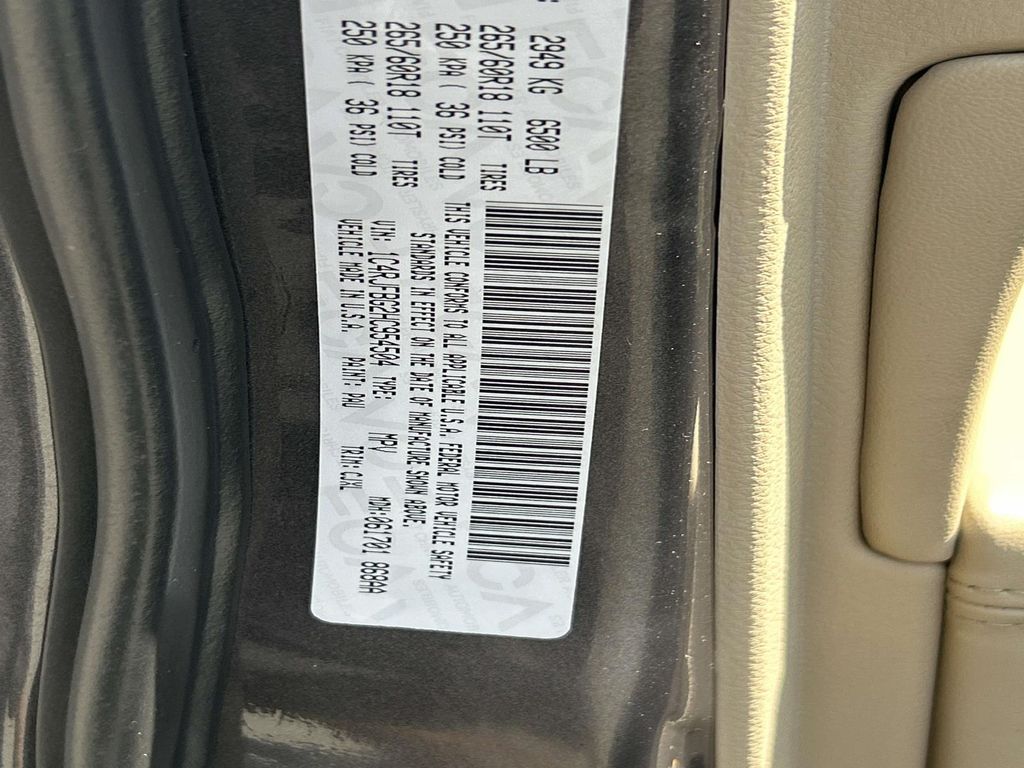 2949 KG 6500 LB
265/60R18 110T TIRES
250 KPA ( 36 PSI) COLD
265/60R18 110T TIRES
250 KPA ( 36 PSI) COLD
THIS VEHICLE CONFORMS TO ALL APPLICABLE U.S.A. FEDERAL MOTOR VEHICLE SAFETY
STANDARDS IN EFFECT ON THE DATE OF MANUFACTURE SHOWN ABOVE.
VIN: 1C4RJFBG2HC954504 TYPE: MPV MDH:061701 868AA
VEHICLE MADE IN U.S.A. PAINT: PAU TRIM:CJXL